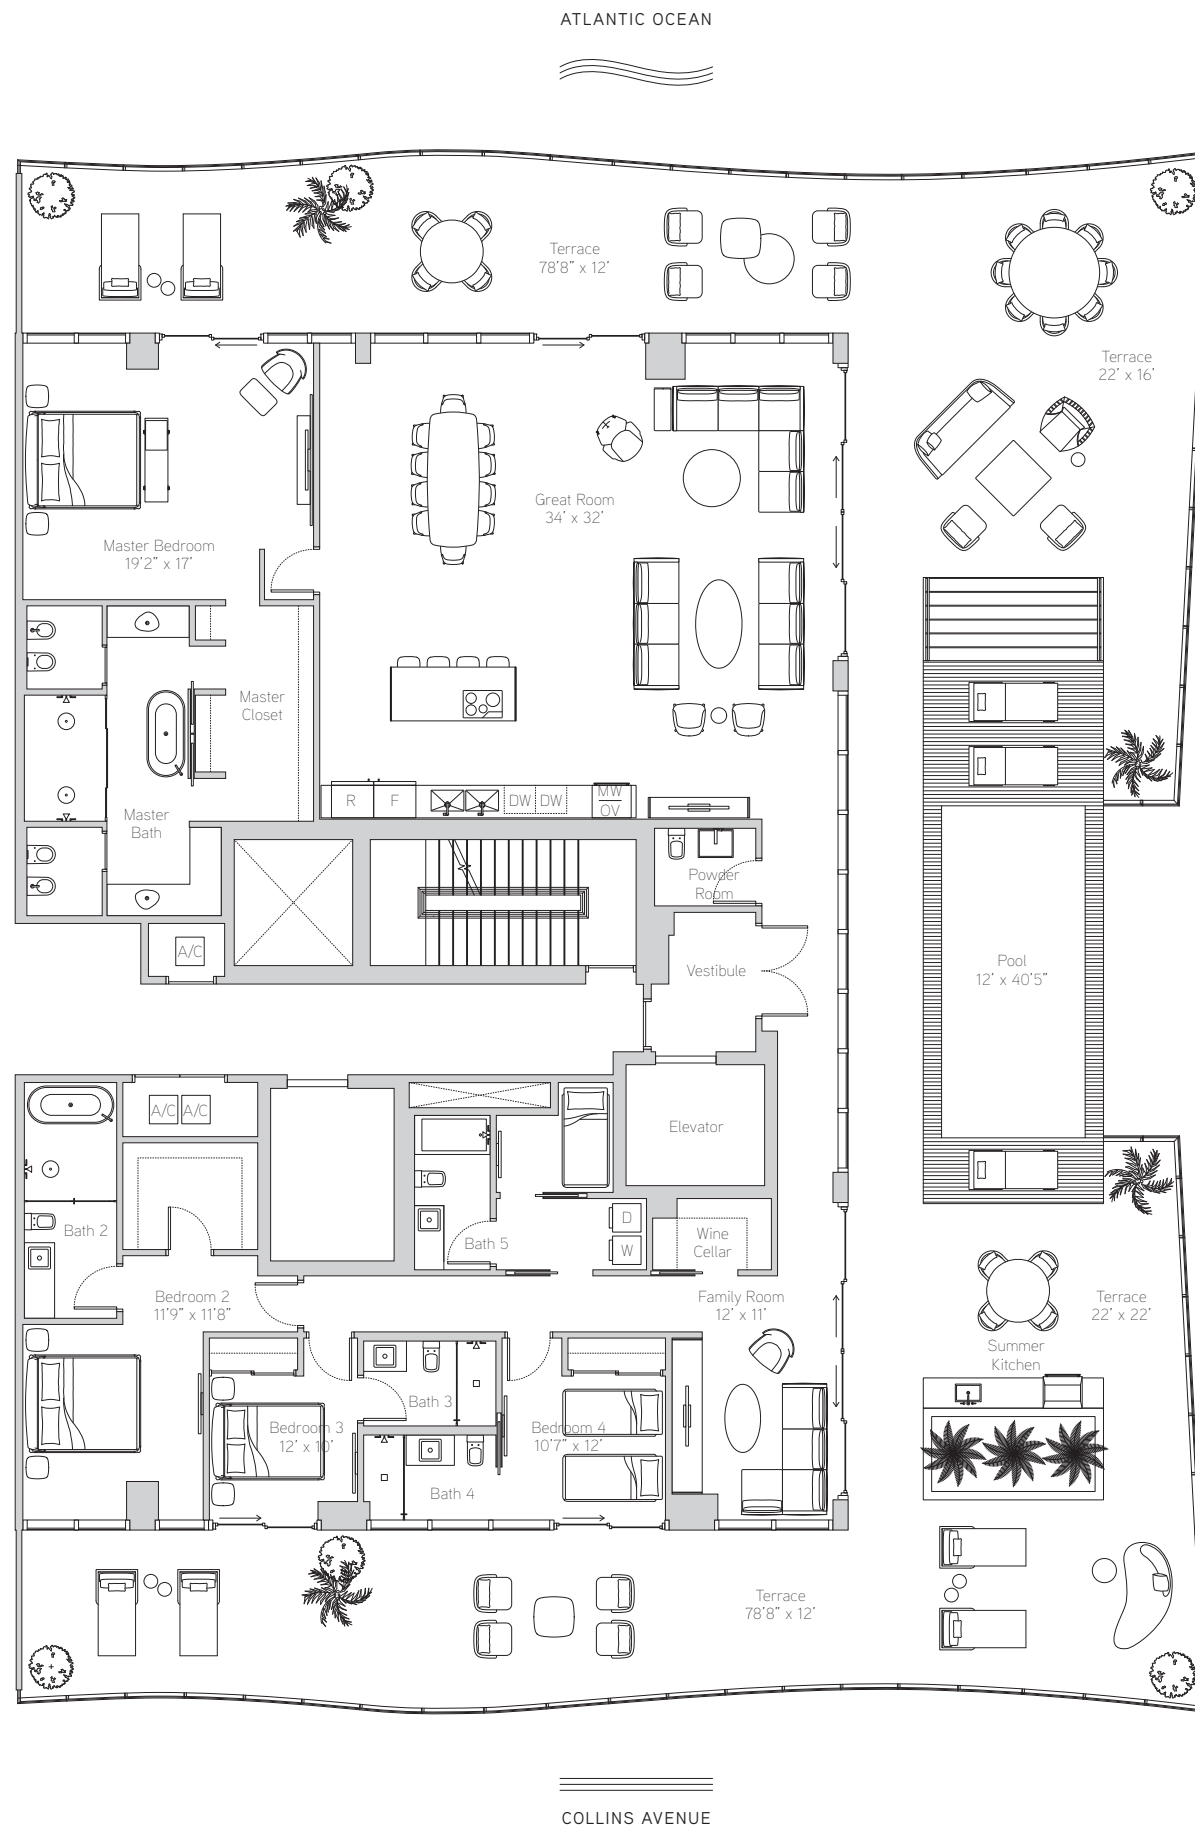 ATLANTIC OCEAN
Terrace
78'8" x 12'
Terrace
22' x 16'
Great Room
34' x 32'
Master Bedroom
19'2" x 17'
Master
Closet
R
F
DW
DW
MW
OV
Master
Bath
Powder
Room
A/C
Vestibule
Pool
12' x 40'5"
A/C
A/C
Elevator
D
W
Bath 2
Bath 5
Wine
Cellar
Bedroom 2
11'9" x 11'8"
Family Room
12' x 11'
Terrace
22' x 22'
Summer
Kitchen
Bath 3
Bedroom 3
12' x 10'
Bedroom 4
10'7" x 12'
Bath 4
Terrace
78'8" x 12'
COLLINS AVENUE